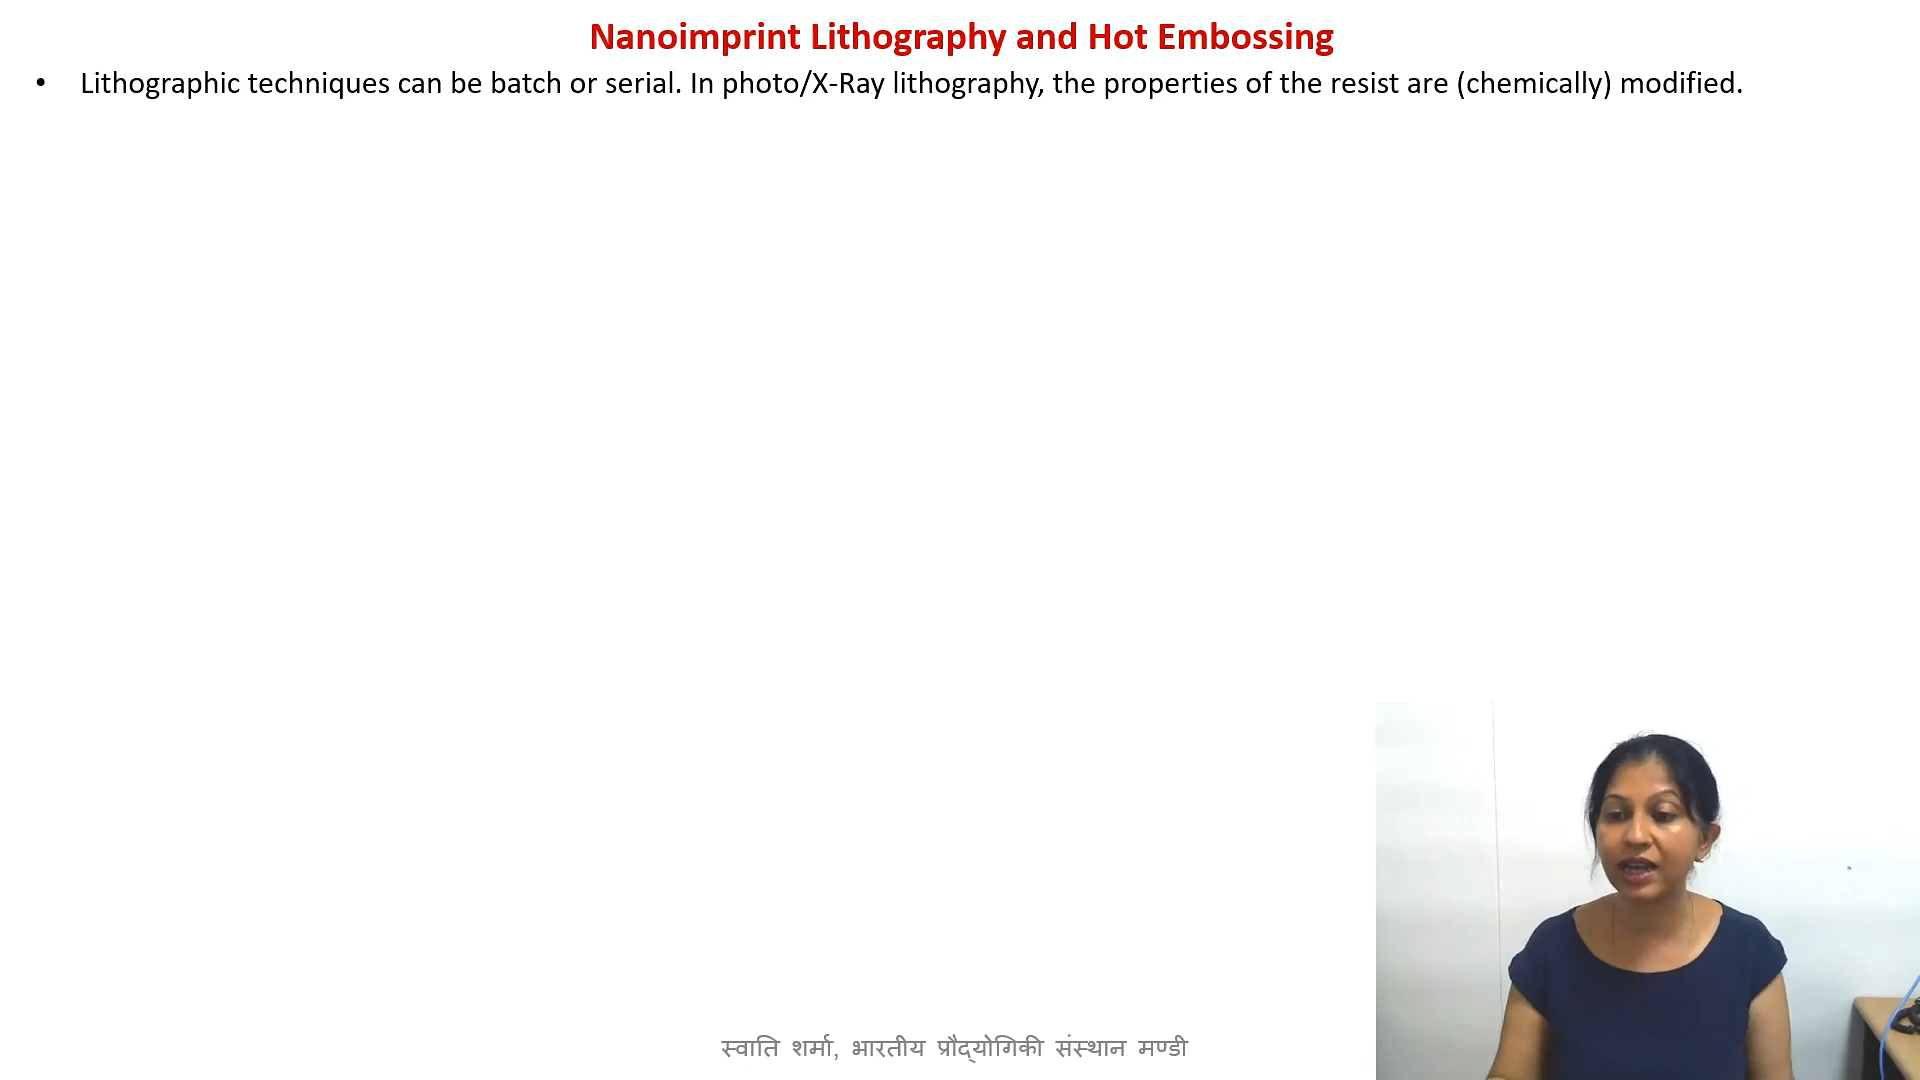 Nanoimprint Lithography and Hot Embossing
• Lithographic techniques can be batch or serial. In photo/X-Ray lithography, the properties of the resist are (chemically) modified.
स्वाति शर्मा, भारतीय प्रौद्योगिकी संस्थान मण्डी